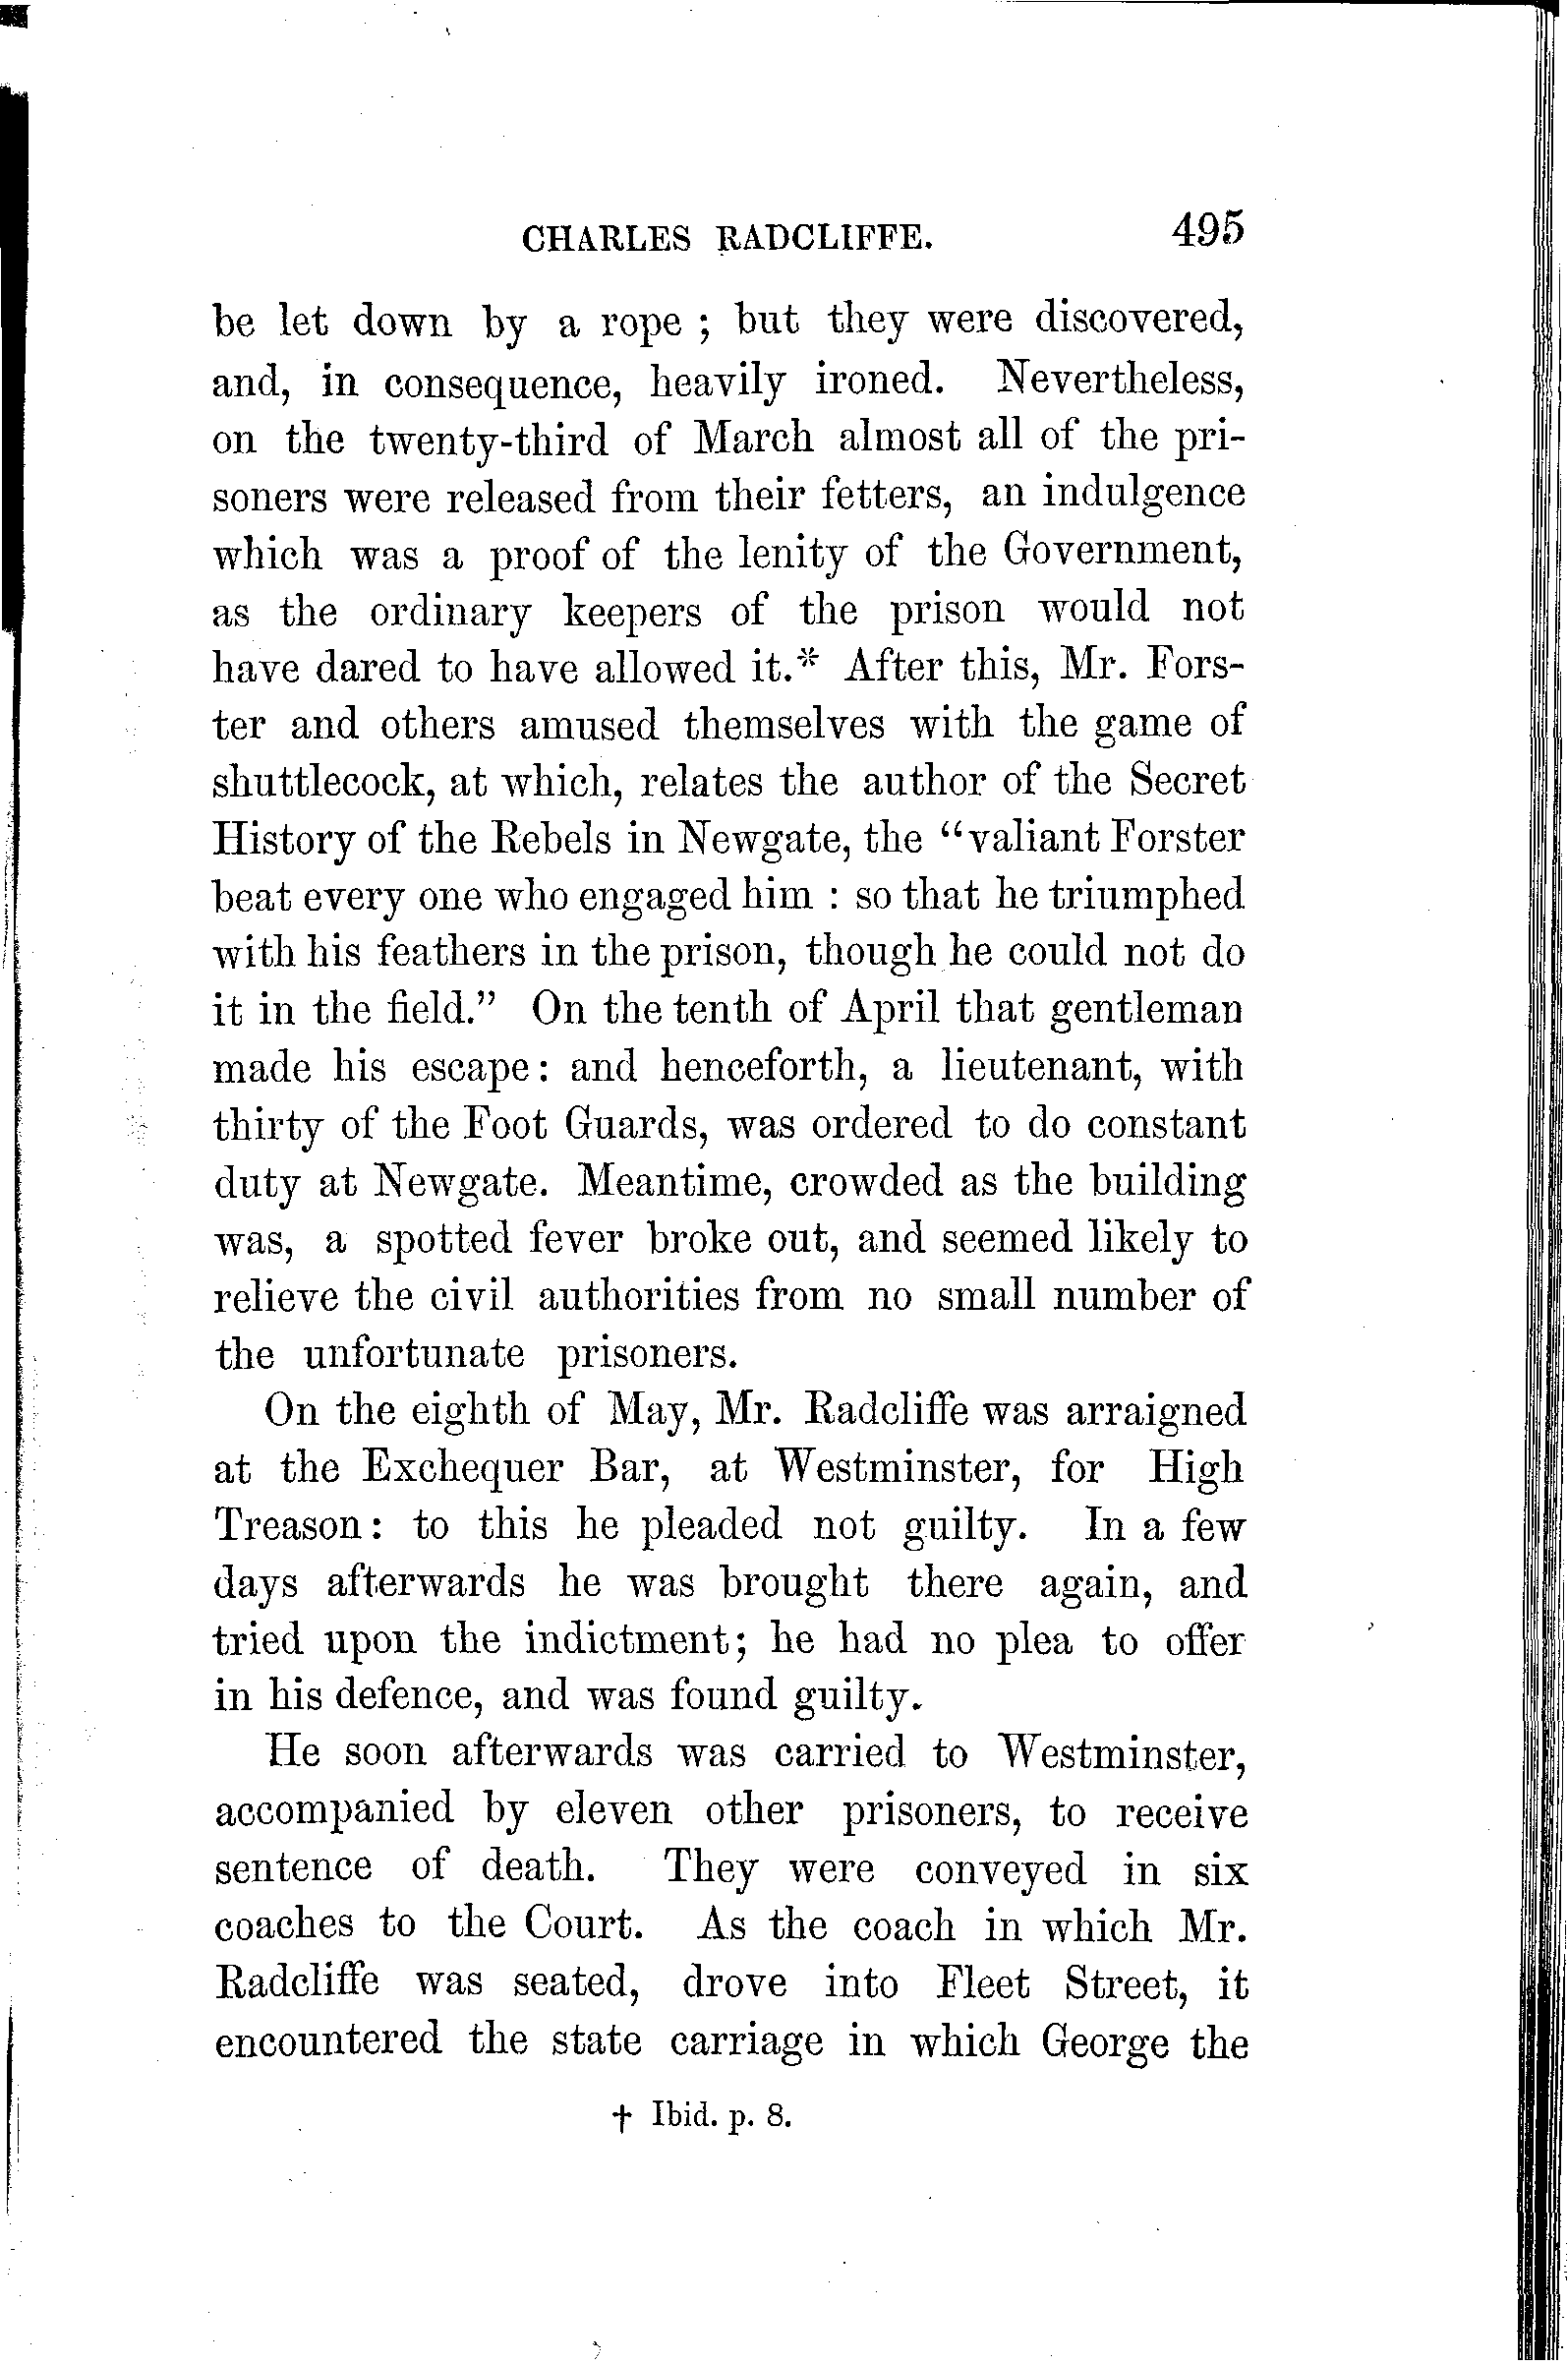 CHARLES RADCLIFFE. 495
be let down by a rope ; but they were discovered,
and, in consequence, heavily ironed. Nevertheless,
on the twenty-third of March almost all of the pri-
soners were released from their fetters, an indulgence
which was a proof of the lenity of the Government,
as the ordinary keepers of the prison would not
have dared to have allowed it.* After this, Mr. Fors-
ter and others amused themselves with the game of
shuttlecock, at which, relates the author of the Secret
History of the Rebels in Newgate, the “valiant Forster
beat every one who engaged him : so that he triumphed
with his feathers in the prison, though he could not do
it in the field.” On the tenth of April that gentleman
made his escape: and henceforth, a lieutenant, with
thirty of the Foot Guards, was ordered to do constant
duty at Newgate. Meantime, crowded as the building
was, a spotted fever broke out, and seemed likely to
relieve the civil authorities from no small number of
the unfortunate prisoners.
On the eighth of May, Mr. Radcliffe was arraigned
at the Exchequer Bar, at Westminster, for High
Treason: to this he pleaded not guilty. In a few
days afterwards he was brought there again, and
tried upon the indictment; he had no plea to offer
in his defence, and was found guilty.
He soon afterwards was carried to Westminster,
accompanied by eleven other prisoners, to receive
sentence of death. They were conveyed in six
coaches to the Court. As the coach in which Mr.
Radcliffe was seated, drove into Fleet Street, it
encountered the state carriage in which George the
† Ibid. p. 8.